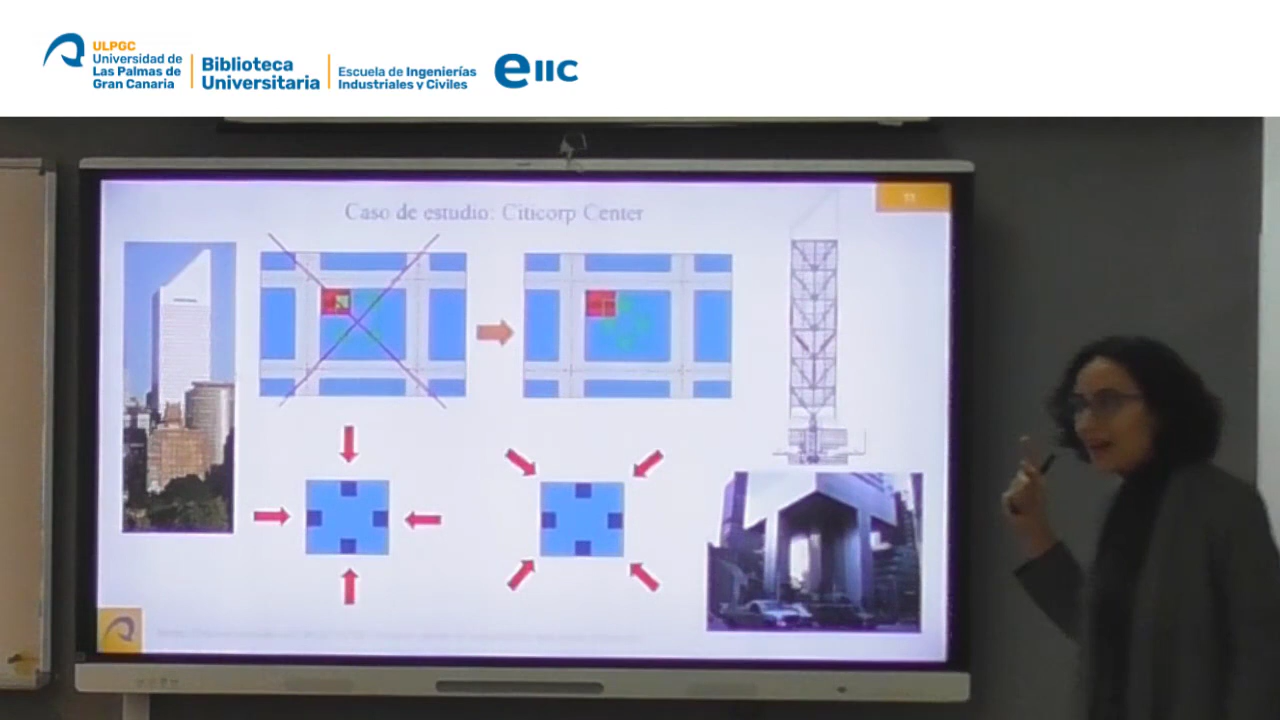 ULPGC
Universidad de
Las Palmas de
Gran Canaria
Biblioteca
Universitaria
Escuela de Ingenierías
Industriales y Civiles
eiic
Caso de estudio: Citicorp Center